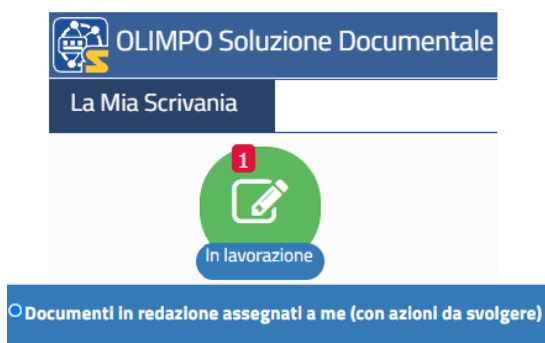 OLIMPO Soluzione Documentale
La Mia Scrivania
1
In lavorazione
Documenti in redazione assegnati a me (con azioni da svolgere)